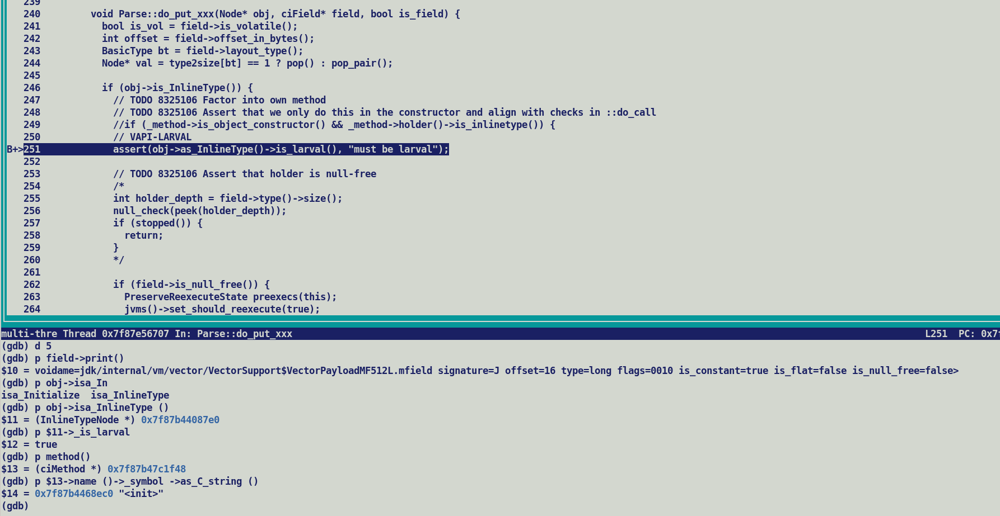 239
240         void Parse::do_put_xxx(Node* obj, ciField* field, bool is_field) {
241           bool is_vol = field->is_volatile();
242           int offset = field->offset_in_bytes();
243           BasicType bt = field->layout_type();
244           Node* val = type2size[bt] == 1 ? pop() : pop_pair();
245
246           if (obj->is_InlineType()) {
247             // TODO 8325106 Factor into own method
248             // TODO 8325106 Assert that we only do this in the constructor and align with checks in ::do_call
249             //if (_method->is_object_constructor() && _method->holder()->is_inlinetype()) {
250             // VAPI-LARVAL
B+>251             assert(obj->as_InlineType()->is_larval(), "must be larval");
252
253             // TODO 8325106 Assert that holder is null-free
254             /*
255             int holder_depth = field->type()->size();
256             null_check(peek(holder_depth));
257             if (stopped()) {
258               return;
259             }
260             */
261
262             if (field->is_null_free()) {
263               PreserveReexecuteState preexecs(this);
264               jvms()->set_should_reexecute(true);
multi-thre Thread 0x7f87e56707 In: Parse::do_put_xxx L251 PC: 0x7f
(gdb) d 5
(gdb) p field->print()
$10 = voidame=jdk/internal/vm/vector/VectorSupport$VectorPayloadMF512L.mfield signature=J offset=16 type=long flags=0010 is_constant=true is_flat=false is_null_free=false>
(gdb) p obj->isa_In
isa_Initialize  isa_InlineType
(gdb) p obj->isa_InlineType ()
$11 = (InlineTypeNode *) 0x7f87b44087e0
(gdb) p $11->_is_larval
$12 = true
(gdb) p method()
$13 = (ciMethod *) 0x7f87b47c1f48
(gdb) p $13->name ()->_symbol ->as_C_string ()
$14 = 0x7f87b4468ec0 "<init>"
(gdb)